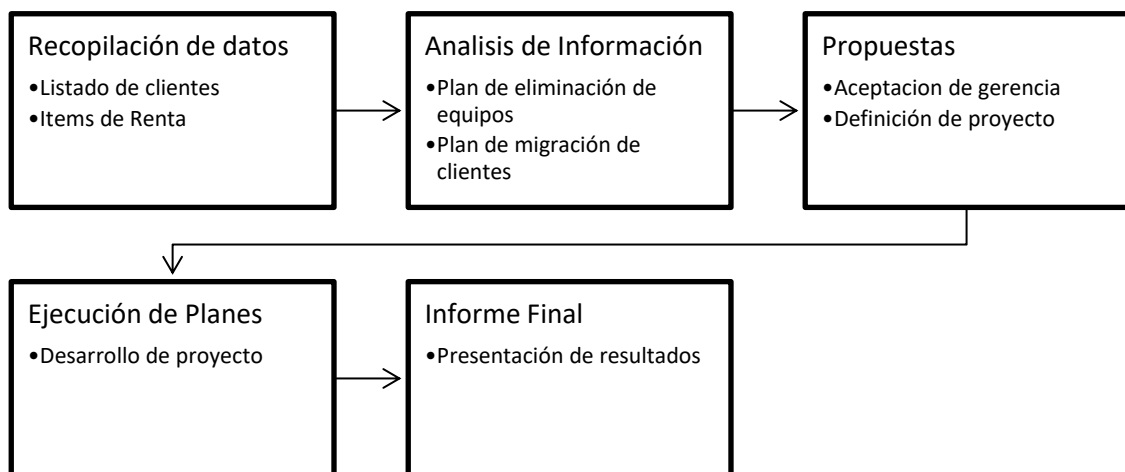 Recopilación de datos
•Listado de clientes
•Items de Renta
Analisis de Información
•Plan de eliminación de
equipos
•Plan de migración de
clientes
Propuestas
•Aceptacion de gerencia
•Definición de proyecto
Ejecución de Planes
•Desarrollo de proyecto
Informe Final
•Presentación de resultados